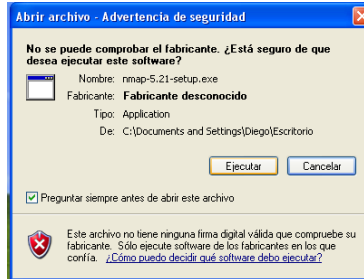 Abrir archivo - Advertencia de seguridad
No se puede comprobar el fabricante. ¿Está seguro de que
desea ejecutar este software?
Nombre: nmap-5.21-setup.exe
Fabricante: Fabricante desconocido
Tipo: Application
De: C:\Documents and Settings\Diego\Escritorio
Ejecutar Cancelar
Preguntar siempre antes de abrir este archivo
Este archivo no tiene ninguna firma digital válida que compruebe su
fabricante. Sólo ejecute software de los fabricantes en los que
confía. ¿Cómo puedo decidir qué software debo ejecutar?